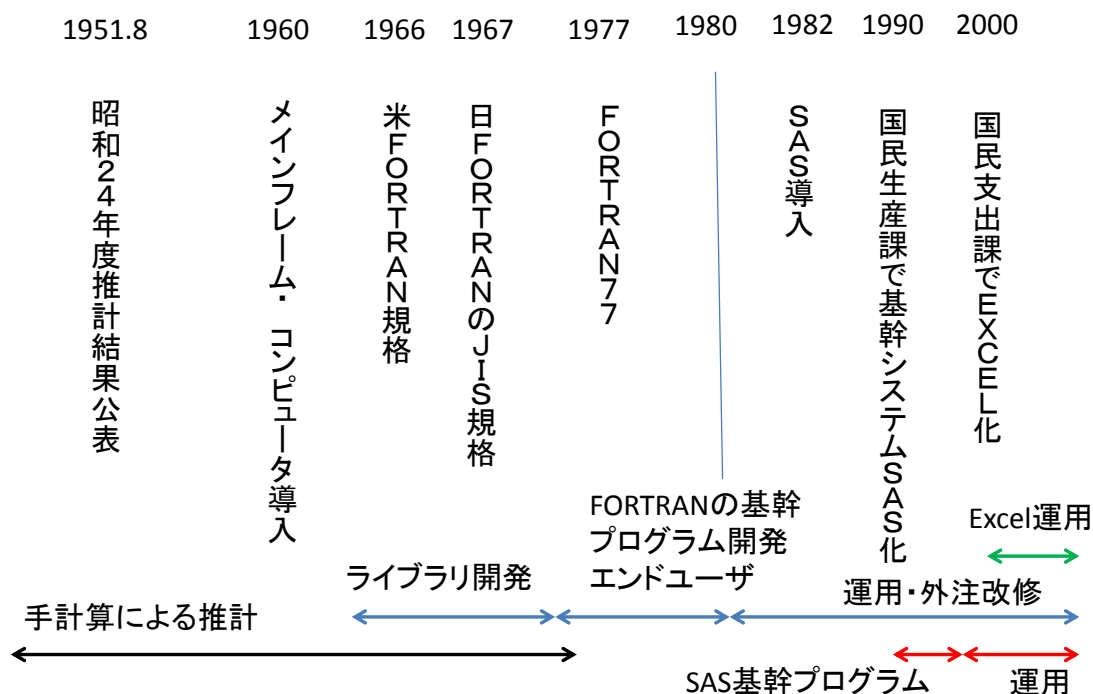 1951.8
1960
1966
1967
1977
1980
1982
1990
2000
昭和２４年度推計結果公表
メインフレーム・コンピュータ導入
米ＦＯＲＴＲＡＮ規格
日ＦＯＲＴＲＡＮのＪＩＳ規格
ＦＯＲＴＲＡＮ７７
ＳＡＳ導入
国民生産課で基幹システムＳＡＳ化
国民支出課でＥＸＣＥＬ化
FORTRANの基幹
プログラム開発
エンドユーザ
Excel運用
ライブラリ開発
運用・外注改修
手計算による推計
SAS基幹プログラム
運用